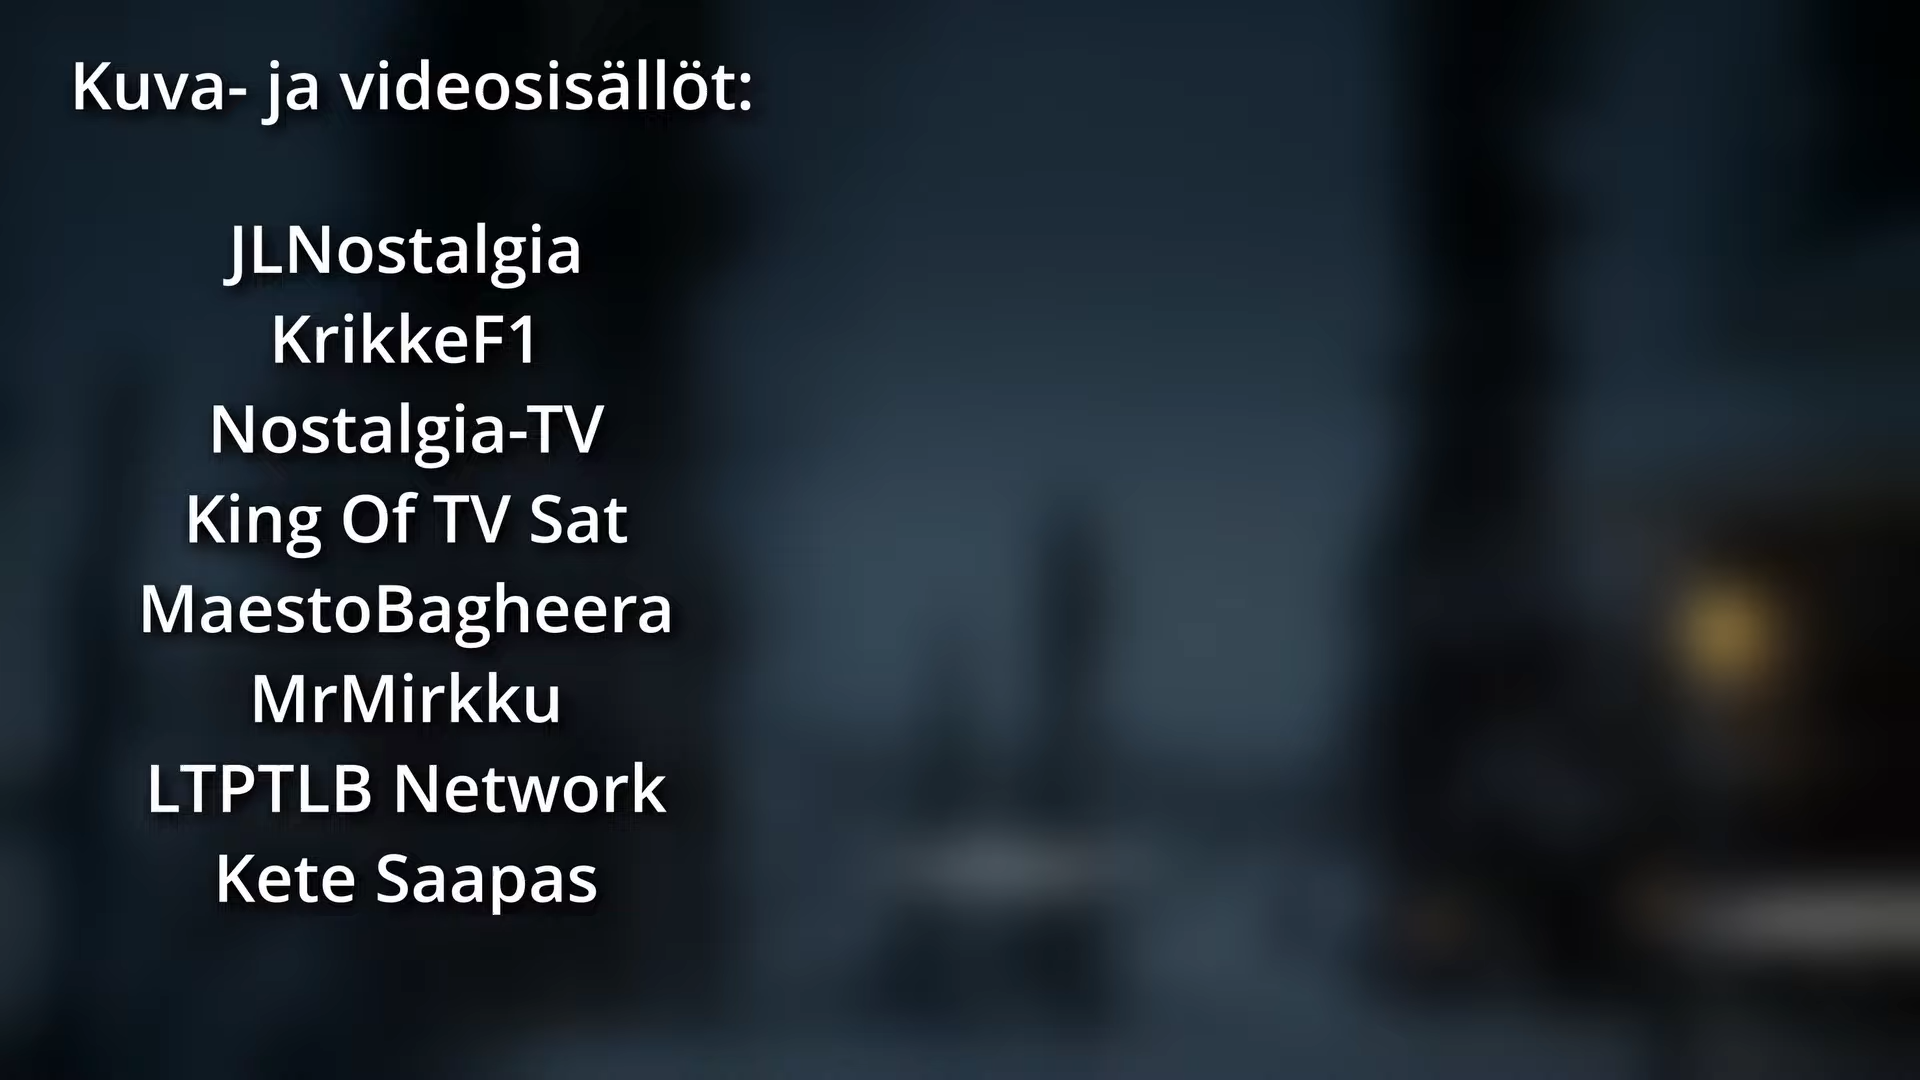 Kuva- ja videosisällöt:
JLNostalgia
KrikkeF1
Nostalgia-TV
King Of TV Sat
MaestoBagheera
MrMirkku
LTPTLB Network
Kete Saapas